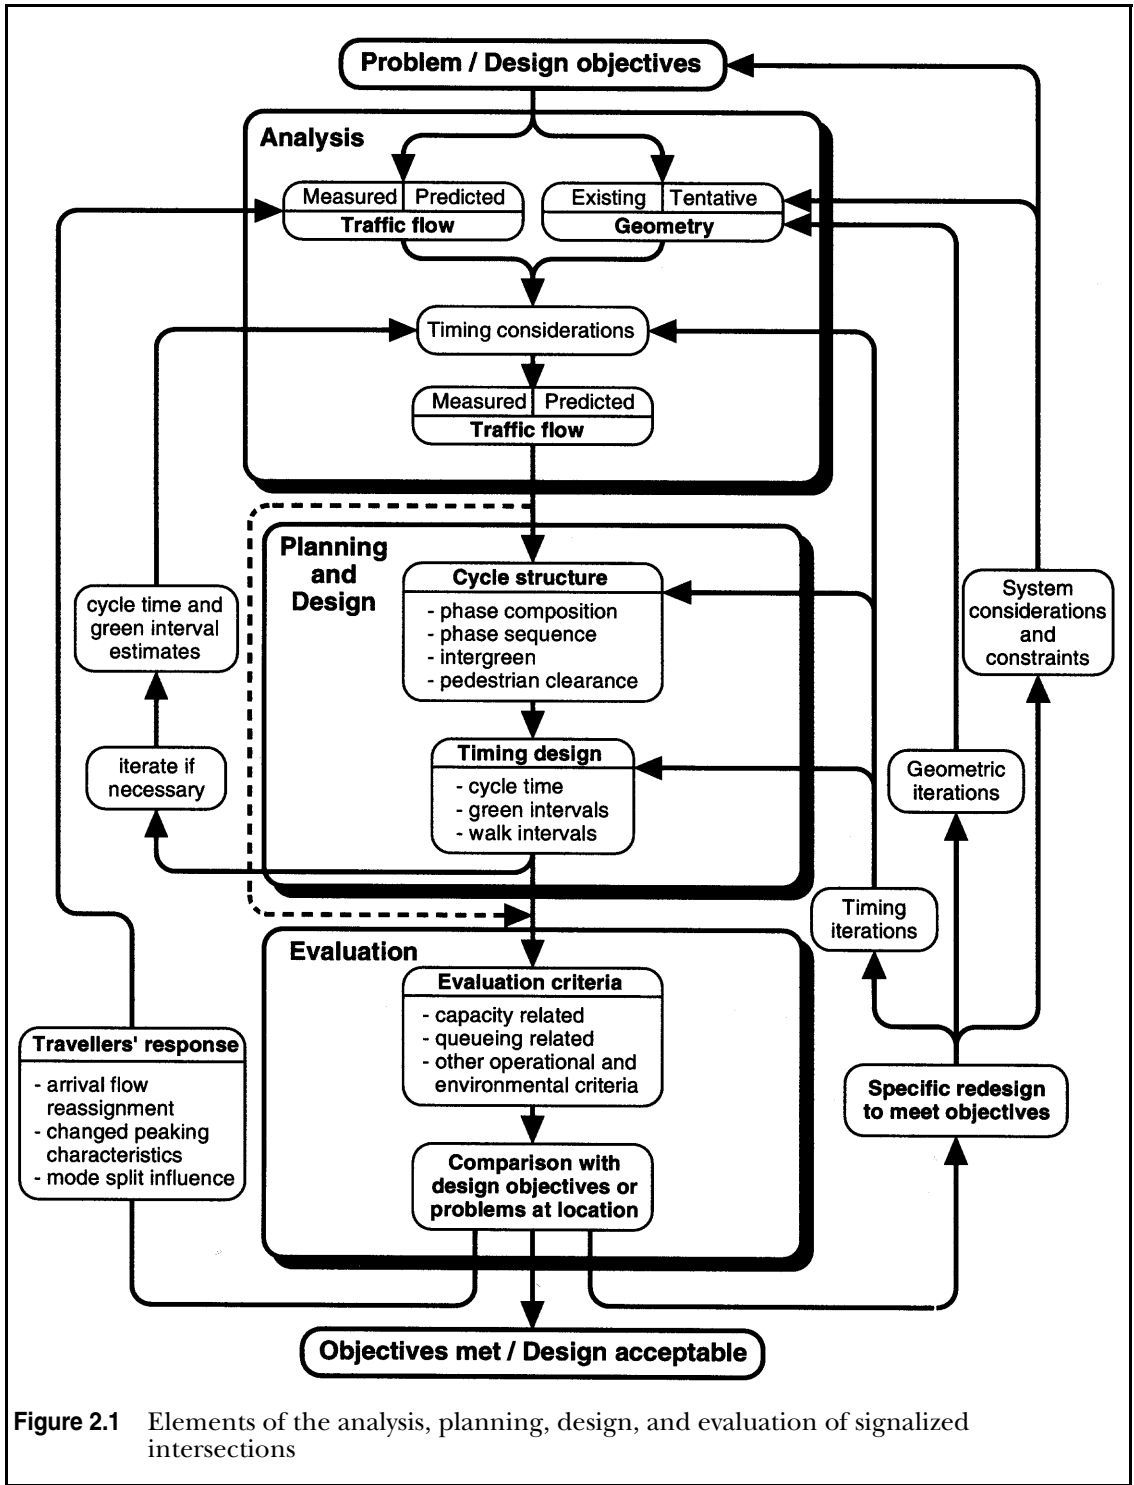 Problem / Design objectives
Analysis
Measured Predicted
Traffic flow
Existing Tentative
Geometry
Timing considerations
Measured Predicted
Traffic flow
Planning
and
Design
Cycle structure
- phase composition
- phase sequence
- intergreen
- pedestrian clearance
Timing design
- cycle time
- green intervals
- walk intervals
cycle time and
green interval
estimates
iterate if
necessary
System
considerations
and
constraints
Geometric
iterations
Timing
iterations
Evaluation
Evaluation criteria
- capacity related
- queueing related
- other operational and
environmental criteria
Comparison with
design objectives or
problems at location
Travellers' response
- arrival flow
reassignment
- changed peaking
characteristics
- mode split influence
Specific redesign
to meet objectives
Objectives met / Design acceptable
Figure 2.1 Elements of the analysis, planning, design, and evaluation of signalized
intersections